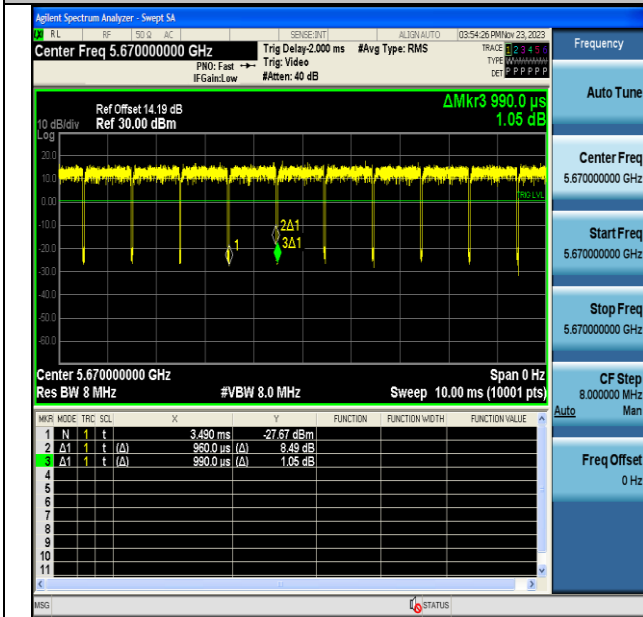 Agilent Spectrum Analyzer - Swept SA
RL RF 50 Ω AC SENSE:INT ALIGN AUTO 03:54:26 PM Nov 23, 2023
Center Freq 5.670000000 GHz Trig Delay-2.000 ms #Avg Type: RMS TRACE 1 2 3 4 5 6
PNO: Fast Trig: Video TYPE
IFGain:Low #Atten: 40 dB DET P P P P P P
Frequency
Auto Tune
Ref Offset 14.19 dB ΔMkr3 990.0 µs
10 dB/div Ref 30.00 dBm 1.05 dB
Log
20.0
10.0
TRIG LVL
0.00
-10.0
2Δ1
1
3Δ1
-20.0
-30.0
-40.0
-50.0
-60.0
Center 5.670000000 GHz Span 0 Hz
Res BW 8 MHz #VBW 8.0 MHz Sweep 10.00 ms (10001 pts)
Center Freq
5.670000000 GHz
Start Freq
5.670000000 GHz
Stop Freq
5.670000000 GHz
CF Step
8.000000 MHz
Auto Man
Freq Offset
0 Hz
MKR MODE TRC SCL X Y FUNCTION FUNCTION WIDTH FUNCTION VALUE
1 N 1 t 3.490 ms -27.67 dBm
2 Δ1 1 t (Δ) 960.0 µs (Δ) 8.49 dB
3 Δ1 1 t (Δ) 990.0 µs (Δ) 1.05 dB
4
5
6
7
8
9
10
11
MSG STATUS